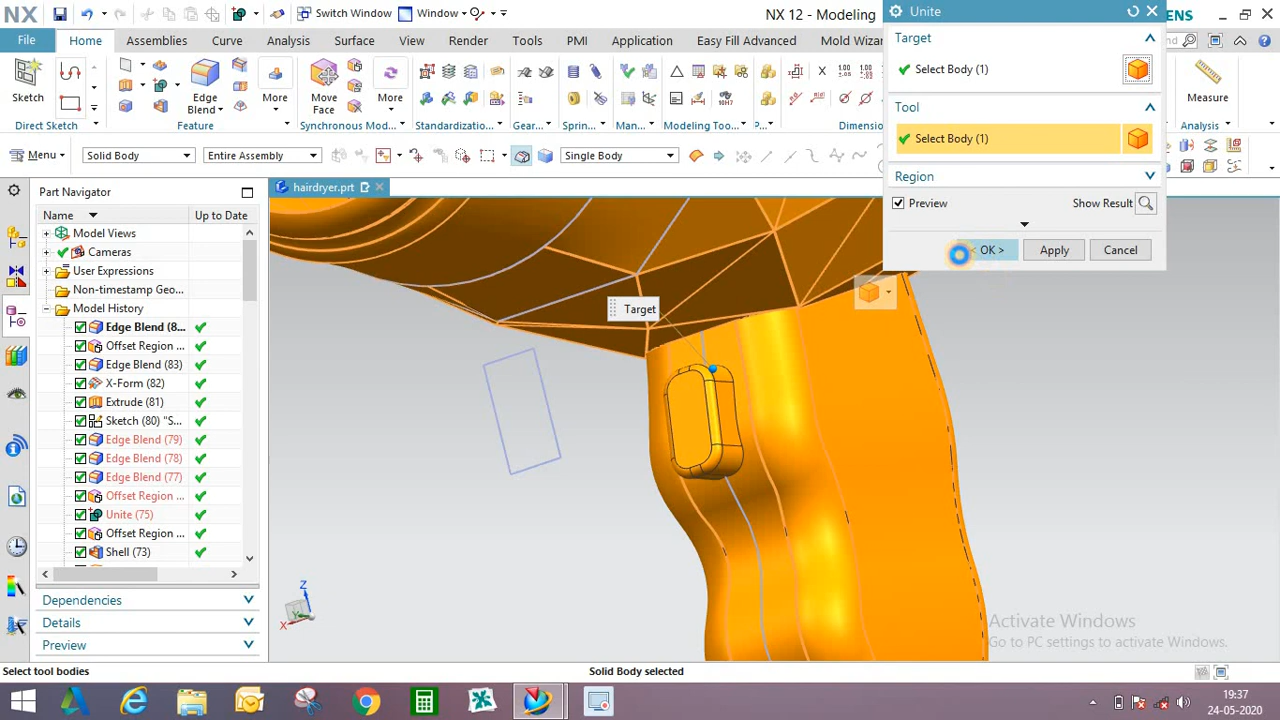 NX
Switch Window
Window
NX 12 - Modeling
Unite
ENS
File
Home
Assemblies
Curve
Analysis
Surface
View
Render
Tools
PMI
Application
Easy Fill Advanced
Mold Wizar
Sketch
Edge
Blend
More
Move
Face
More
Measure
Direct Sketch
Feature
Synchronous Mod...
Gear...
Sprin...
Modeling Too...
P...
Dimensio
Analysis
Menu
Solid Body
Entire Assembly
Single Body
Part Navigator
Name
Up to Date
Model Views
Cameras
User Expressions
Non-timestamp Geo...
Model History
Edge Blend (8...
Offset Region ...
Edge Blend (83)
X-Form (82)
Extrude (81)
Sketch (80) "S...
Edge Blend (79)
Edge Blend (78)
Edge Blend (77)
Offset Region ...
Unite (75)
Offset Region ...
Shell (73)
Dependencies
Details
Preview
hairdryer.prt
Target
Target
Select Body (1)
Tool
Select Body (1)
Region
Preview
Show Result
OK >
Apply
Cancel
Z
Y
X
Activate Windows
Go to PC settings to activate Windows.
Select tool bodies
Solid Body selected
19:37
24-05-2020